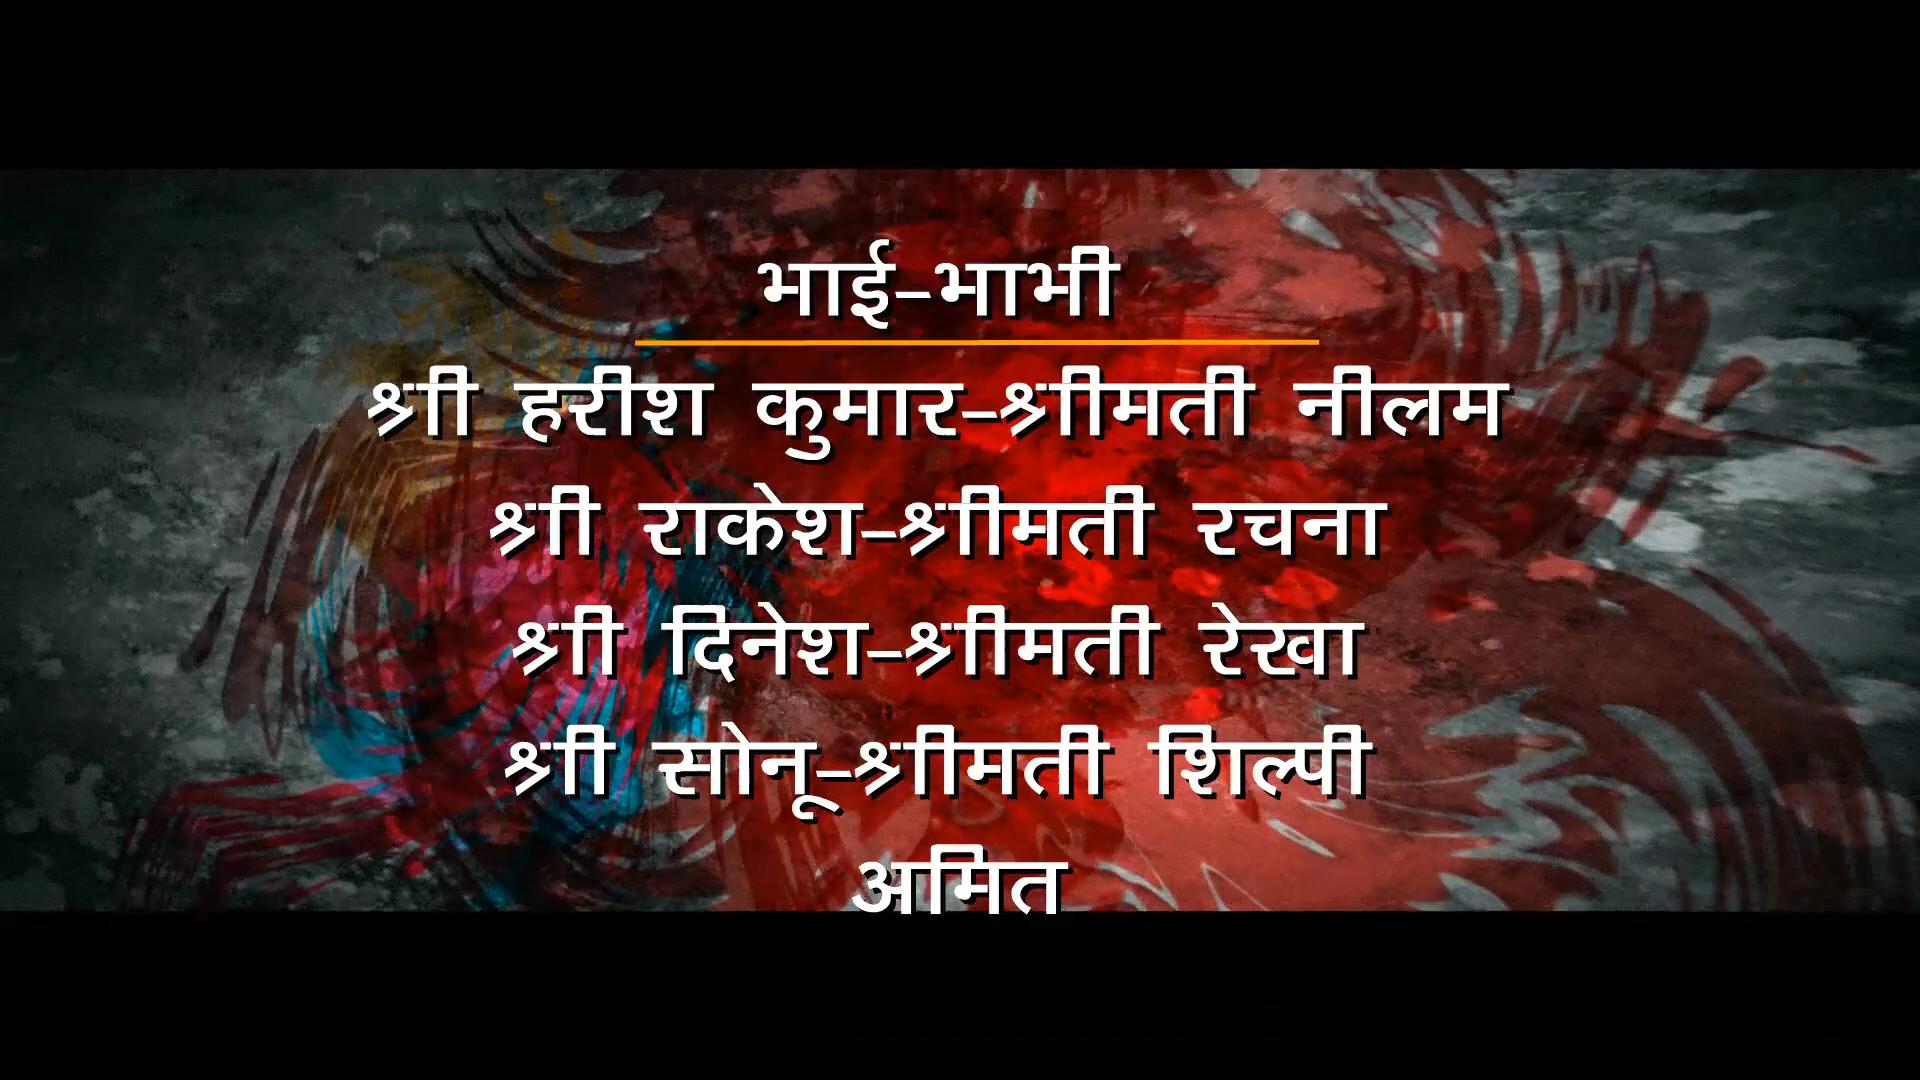 भाई-भाभी
श्री हरीश कुमार-श्रीमती नीलम
श्री राकेश-श्रीमती रचना
श्री दिनेश-श्रीमती रेखा
श्री सोनू-श्रीमती शिल्पी
अमित